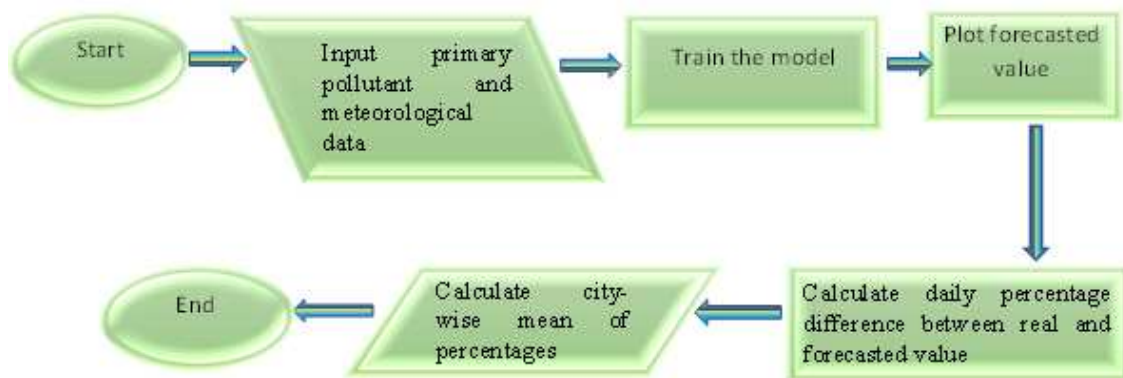 Start
Input primary
pollutant and
meteorological
data
Train the model
Plot forecasted
value
Calculate daily percentage
difference between real and
forecasted value
Calculate city-
wise mean of
percentages
End